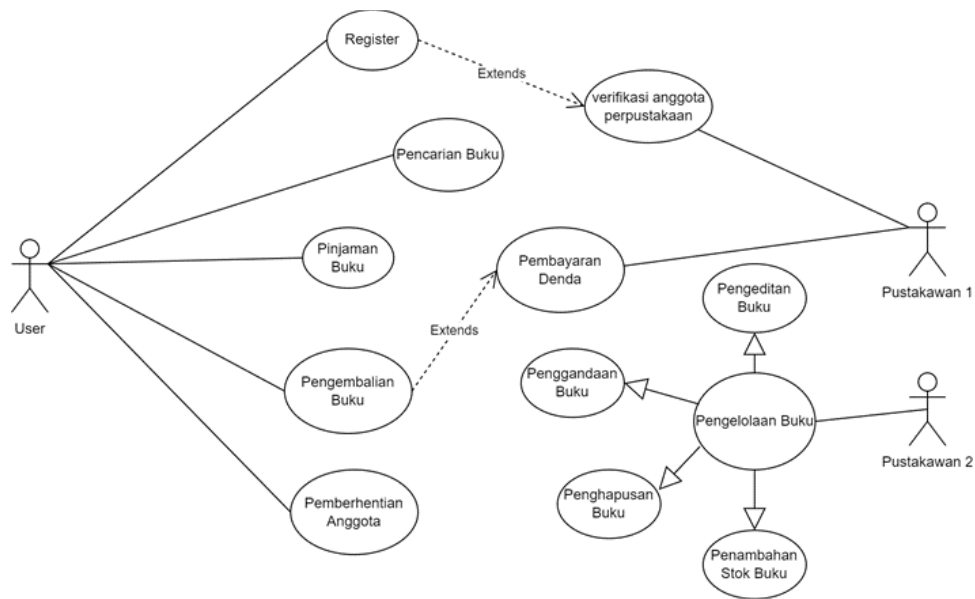 Register
Extends
verifikasi anggota
perpustakaan
Pencarian Buku
Pinjaman
Buku
Pembayaran
Denda
Pengeditan
Buku
Pustakawan 1
User
Extends
Pengembalian
Buku
Penggandaan
Buku
Pengelolaan Buku
Pustakawan 2
Penghapusan
Buku
Pemberhentian
Anggota
Penambahan
Stok Buku